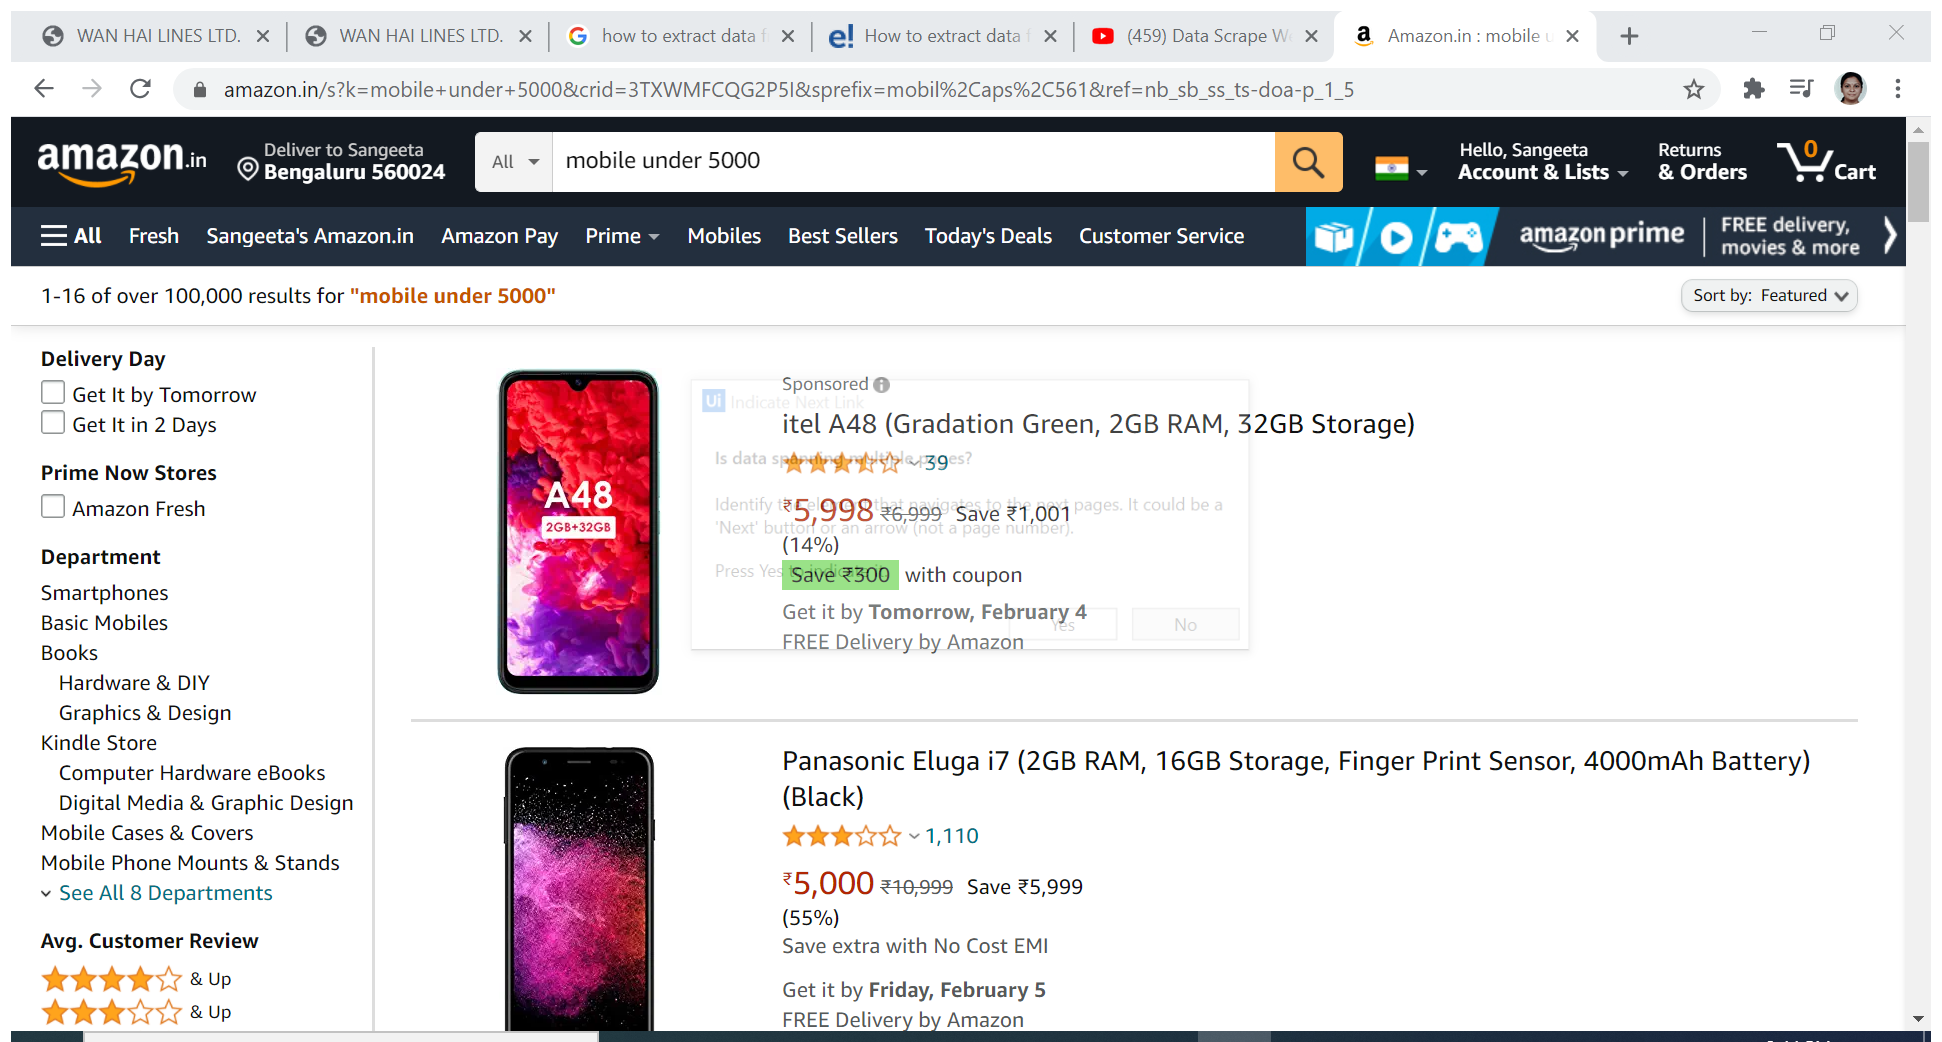 WAN HAI LINES LTD.
WAN HAI LINES LTD.
how to extract data f
How to extract data f
(459) Data Scrape W
Amazon.in : mobile u
amazon.in/s?k=mobile+under+5000&crid=3TXWMFCQG2P5I&sprefix=mobil%2Caps%2C561&ref=nb_sb_ss_ts-doa-p_1_5
amazon.in
Deliver to Sangeeta
Bengaluru 560024
All
mobile under 5000
Hello, Sangeeta
Account & Lists
Returns
& Orders
0
Cart
All
Fresh
Sangeeta's Amazon.in
Amazon Pay
Prime
Mobiles
Best Sellers
Today's Deals
Customer Service
amazon prime
FREE delivery,
movies & more
1-16 of over 100,000 results for "mobile under 5000"
Sort by: Featured
Delivery Day
Get It by Tomorrow
Get It in 2 Days
Prime Now Stores
Amazon Fresh
Department
Smartphones
Basic Mobiles
Books
Hardware & DIY
Graphics & Design
Kindle Store
Computer Hardware eBooks
Digital Media & Graphic Design
Mobile Cases & Covers
Mobile Phone Mounts & Stands
See All 8 Departments
Avg. Customer Review
& Up
& Up
A48
2GB+32GB
Sponsored
itel A48 (Gradation Green, 2GB RAM, 32GB Storage)
39
₹5,998 ₹6,999 Save ₹1,001
(14%)
Save ₹300 with coupon
Get it by Tomorrow, February 4
FREE Delivery by Amazon
Ui Indicate Next Link
Is data spanning multiple pages?
Identify the element that navigates to the next pages. It could be a
'Next' button or an arrow (not a page number).
Press Yes to indicate it.
Yes
No
Panasonic Eluga i7 (2GB RAM, 16GB Storage, Finger Print Sensor, 4000mAh Battery)
(Black)
1,110
₹5,000 ₹10,999 Save ₹5,999
(55%)
Save extra with No Cost EMI
Get it by Friday, February 5
FREE Delivery by Amazon